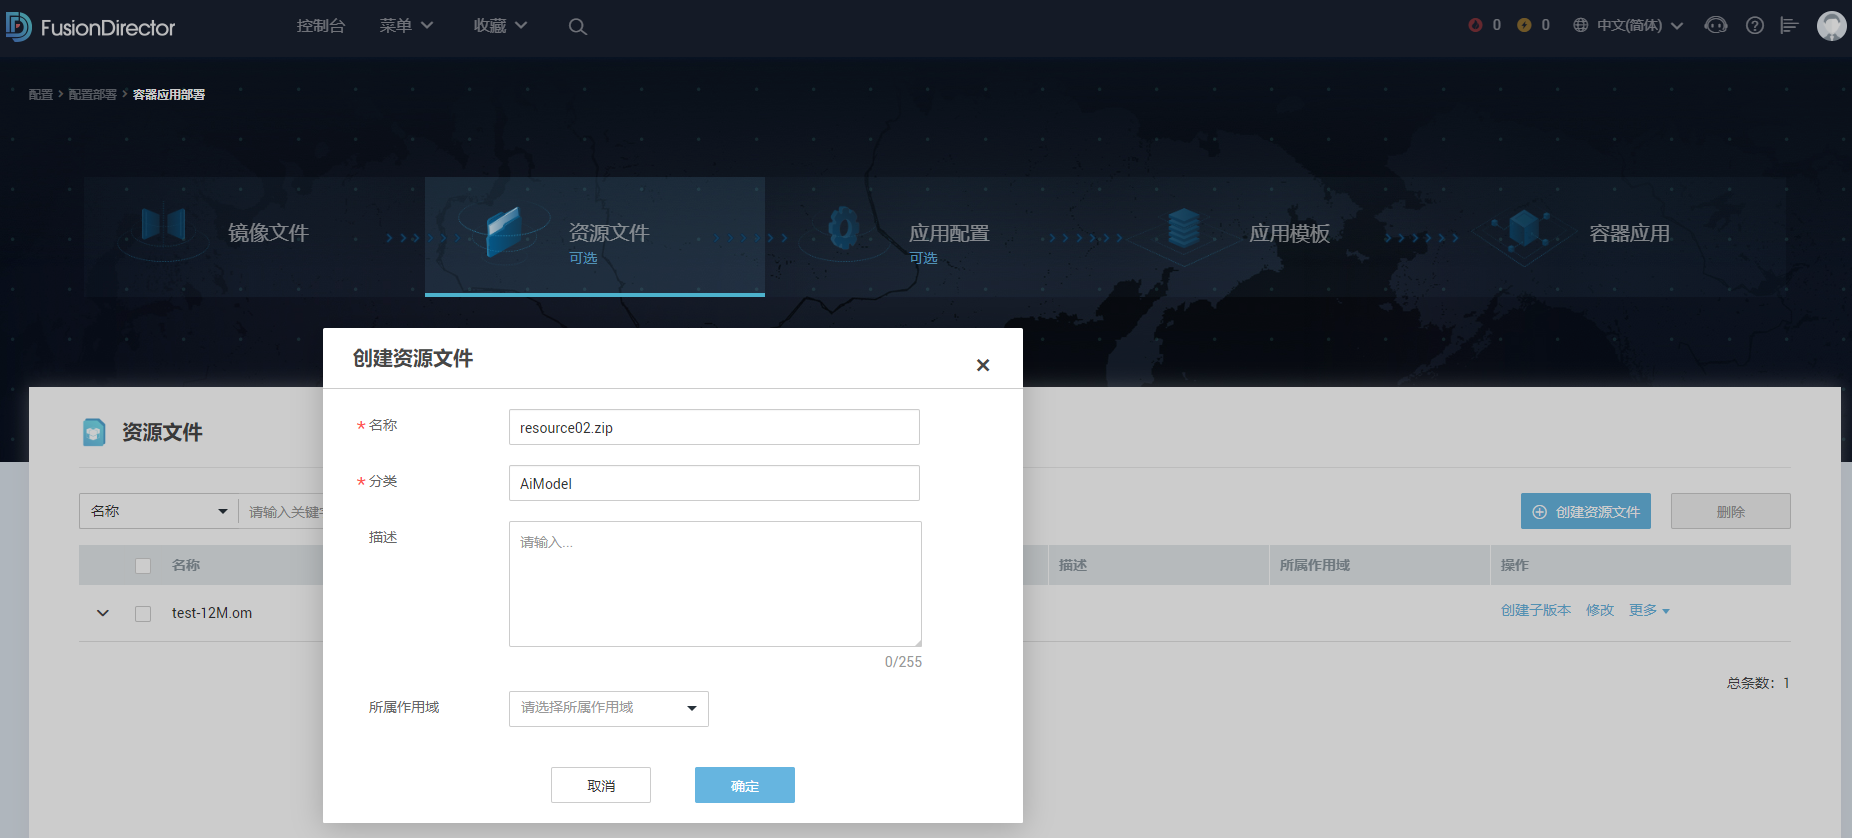 FusionDirector
控制台 菜单 收藏
0 0 中文(简体)
配置 > 配置部署 > 容器应用部署
镜像文件
资源文件
可选
应用配置
可选
应用模板
容器应用
创建资源文件
* 名称 resource02.zip
* 分类 AiModel
描述 请输入...
0/255
所属作用域 请选择所属作用域
取消 确定
资源文件
名称 请输入关键字
创建资源文件 删除
名称 描述 所属作用域 操作
test-12M.om 创建子版本 修改 更多
总条数: 1